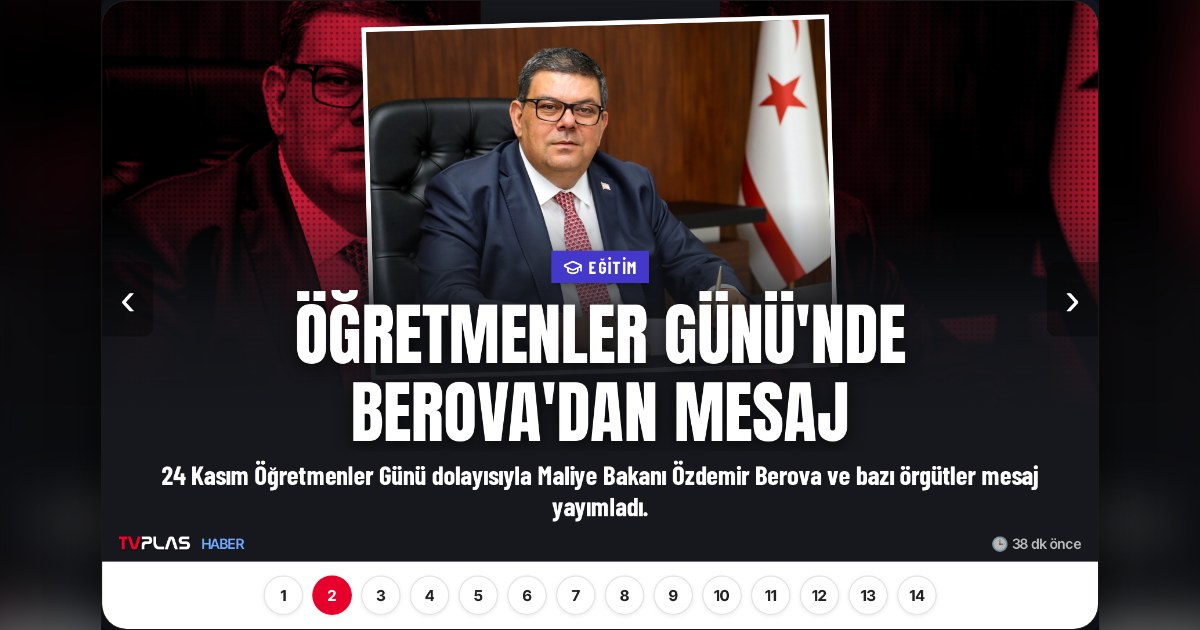 EĞİTİM
ÖĞRETMENLER GÜNÜ'NDE
BEROVA'DAN MESAJ
24 Kasım Öğretmenler Günü dolayısıyla Maliye Bakanı Özdemir Berova ve bazı örgütler mesaj
yayımladı.
TVPLAS HABER
38 dk önce
1 2 3 4 5 6 7 8 9 10 11 12 13 14